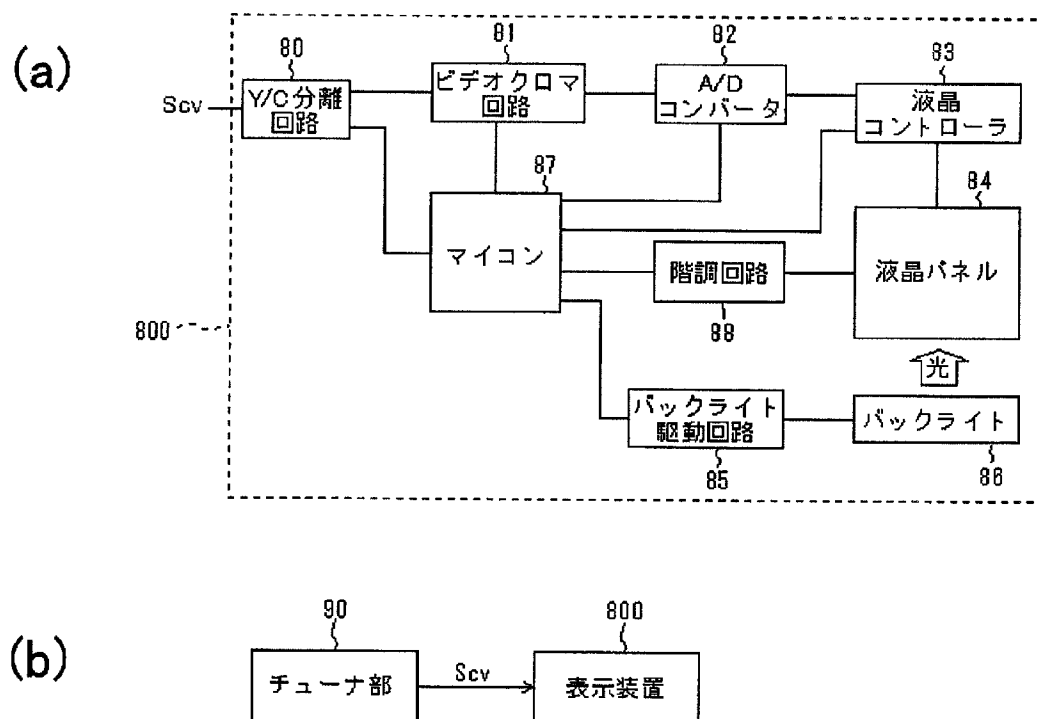 (a)
80
81
82
83
Scv
Y/C分離
回路
ビデオクロマ
回路
A/D
コンバータ
液晶
コントローラ
87
84
マイコン
階調回路
液晶パネル
88
800
光
バックライト
駆動回路
バックライト
85
86
(b)
90
800
チューナ部
Scv
表示装置